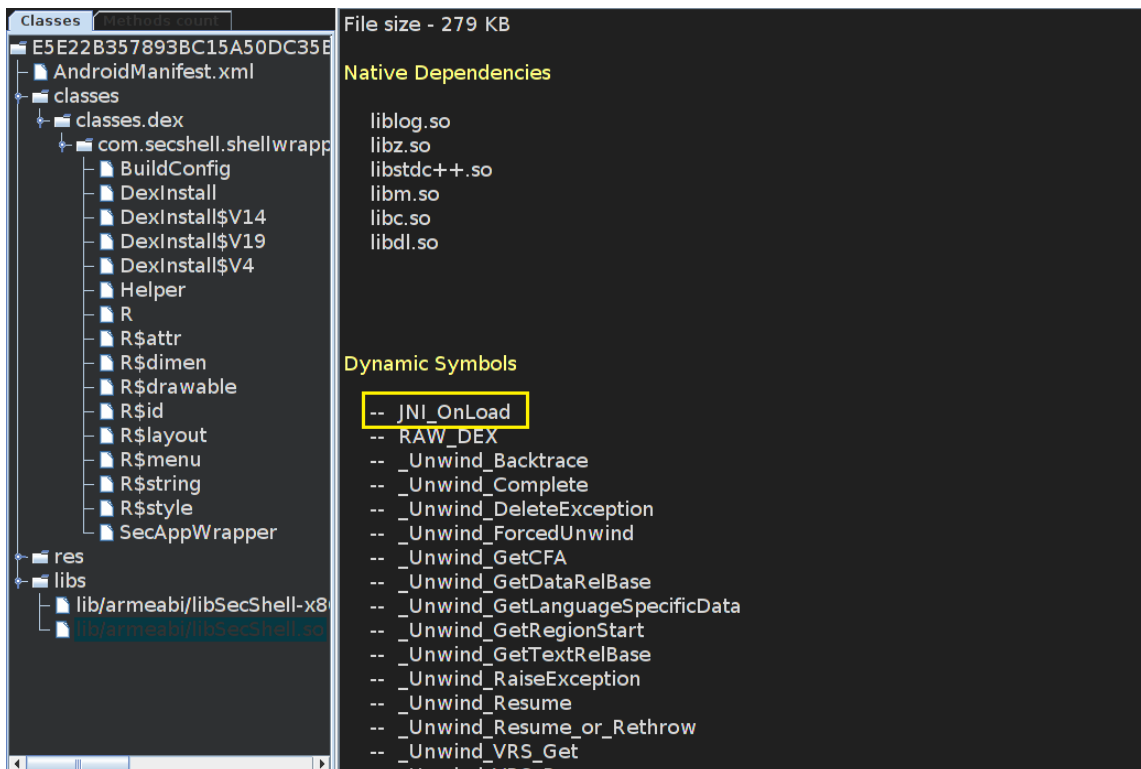 Classes Methods count
E5E22B357893BC15A50DC35E
AndroidManifest.xml
classes
classes.dex
com.secshell.shellwrapp
BuildConfig
DexInstall
DexInstall$V14
DexInstall$V19
DexInstall$V4
Helper
R
R$attr
R$dimen
R$drawable
R$id
R$layout
R$menu
R$string
R$style
SecAppWrapper
res
libs
lib/armeabi/libSecShell-x8
lib/armeabi/libSecShell.so
File size - 279 KB
Native Dependencies
liblog.so
libz.so
libstdc++.so
libm.so
libc.so
libdl.so
Dynamic Symbols
-- JNI_OnLoad
-- RAW_DEX
-- _Unwind_Backtrace
-- _Unwind_Complete
-- _Unwind_DeleteException
-- _Unwind_ForcedUnwind
-- _Unwind_GetCFA
-- _Unwind_GetDataRelBase
-- _Unwind_GetLanguageSpecificData
-- _Unwind_GetRegionStart
-- _Unwind_GetTextRelBase
-- _Unwind_RaiseException
-- _Unwind_Resume
-- _Unwind_Resume_or_Rethrow
-- _Unwind_VRS_Get